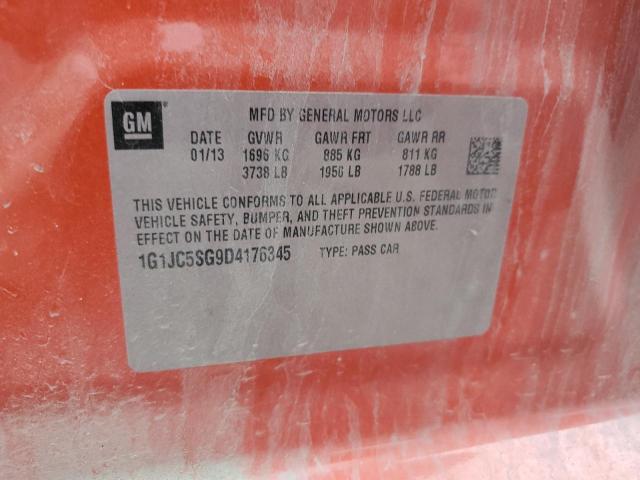 GM
MFD BY GENERAL MOTORS LLC
DATE GVWR GAWR FRT GAWR RR
01/13 1696 KG 885 KG 811 KG
3738 LB 1956 LB 1788 LB
THIS VEHICLE CONFORMS TO ALL APPLICABLE U.S. FEDERAL MOTOR
VEHICLE SAFETY, BUMPER, AND THEFT PREVENTION STANDARDS IN
EFFECT ON THE DATE OF MANUFACTURE SHOWN ABOVE.
1G1JC5SG9D4176345 TYPE: PASS CAR